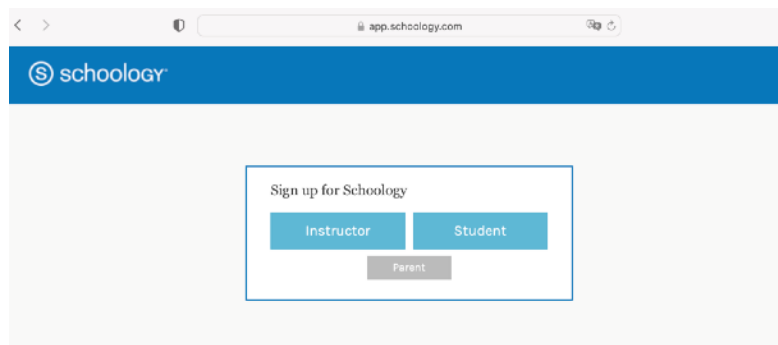 app.schoology.com
S schoology
Sign up for Schoology
Instructor Student
Parent